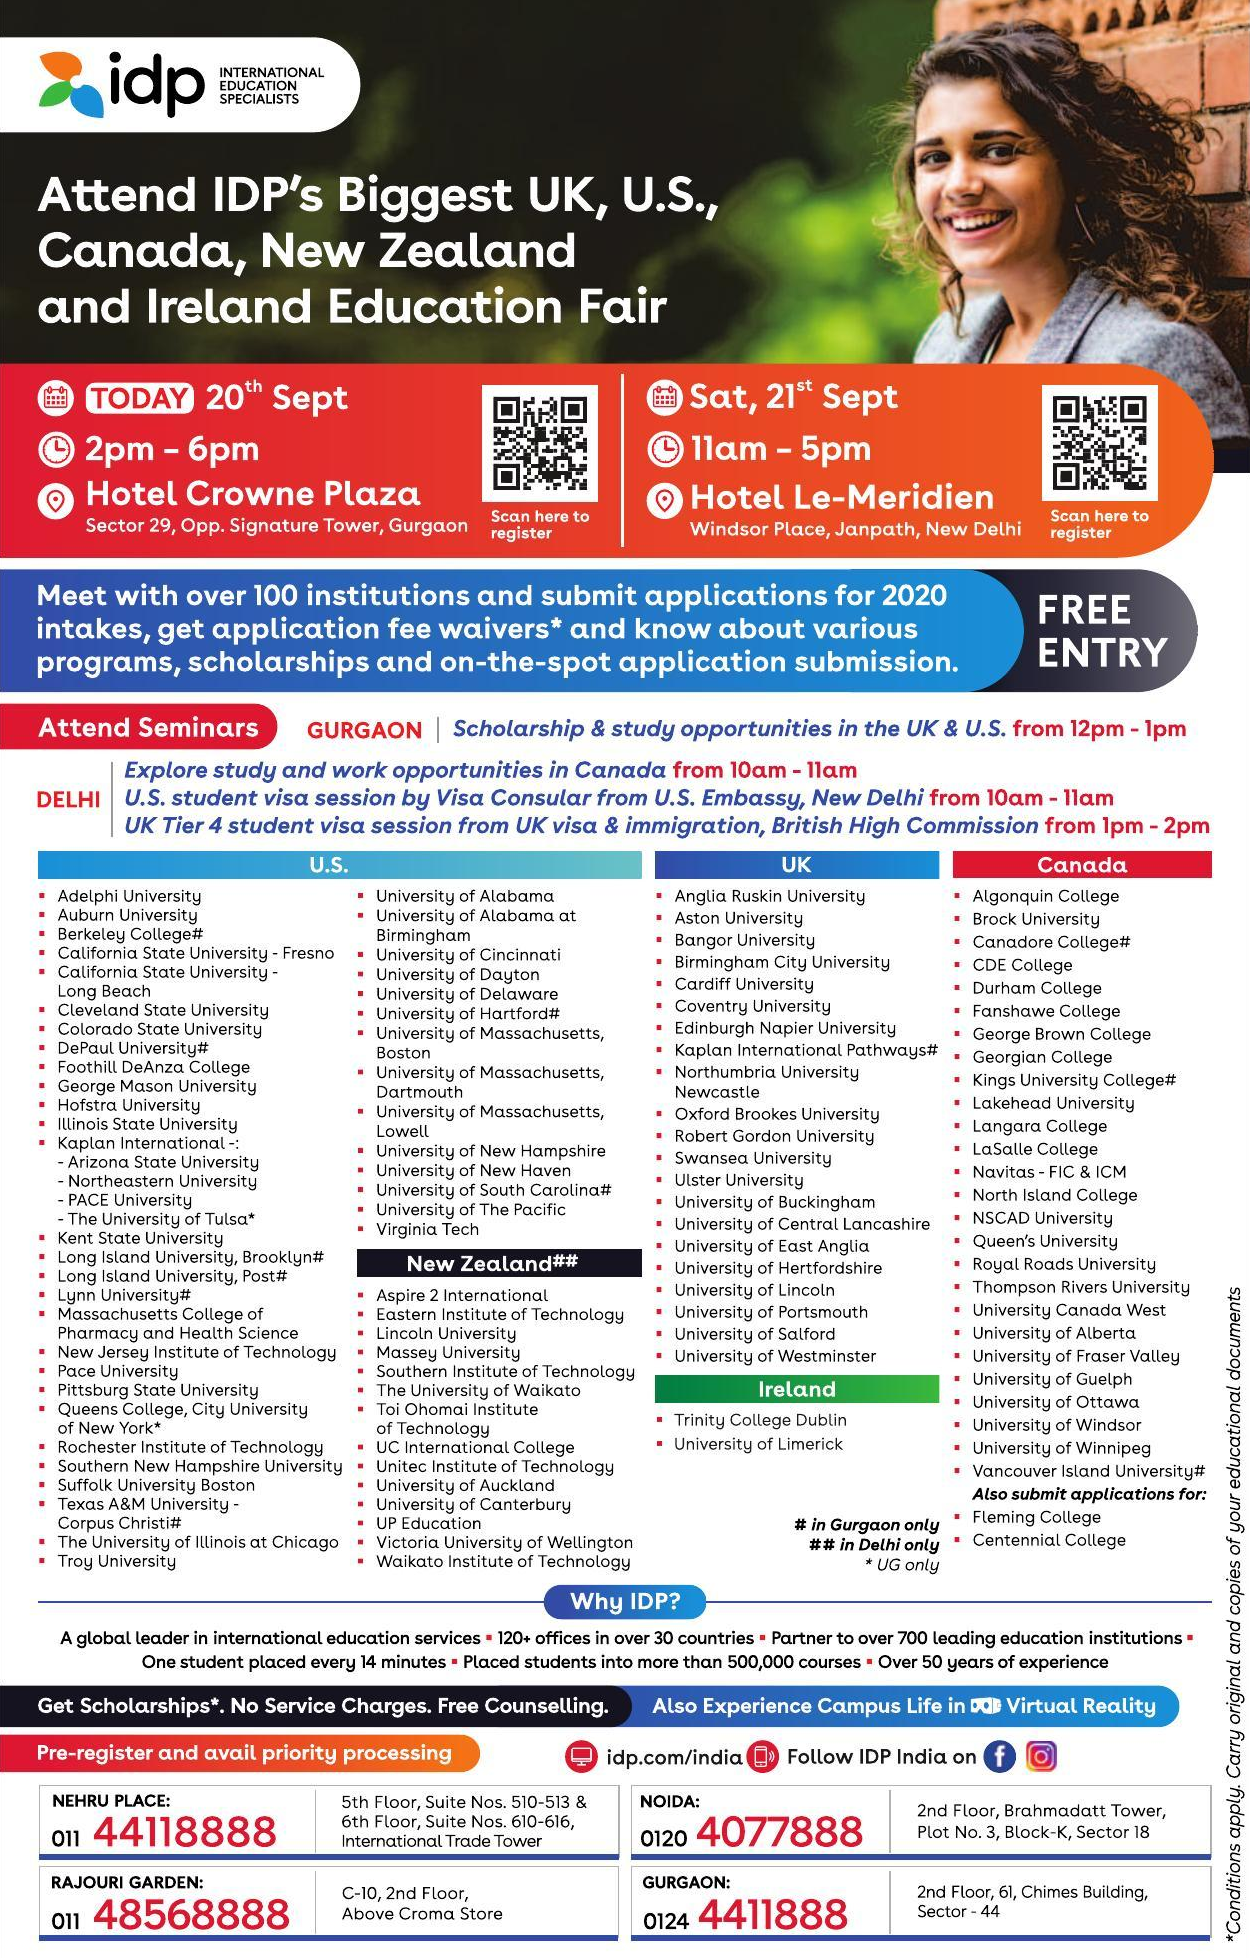 idp INTERNATIONAL
EDUCATION
SPECIALISTS
Attend IDP's Biggest UK, U.S.,
Canada, New Zealand
and Ireland Education Fair
TODAY 20th Sept
2pm – 6pm
Hotel Crowne Plaza
Sector 29, Opp. Signature Tower, Gurgaon
Scan here to
register
Sat, 21st Sept
11am – 5pm
Hotel Le-Meridien
Windsor Place, Janpath, New Delhi
Scan here to
register
Meet with over 100 institutions and submit applications for 2020
intakes, get application fee waivers* and know about various
programs, scholarships and on-the-spot application submission.
FREE
ENTRY
Attend Seminars
GURGAON | Scholarship & study opportunities in the UK & U.S. from 12pm - 1pm
DELHI
Explore study and work opportunities in Canada from 10am - 11am
U.S. student visa session by Visa Consular from U.S. Embassy, New Delhi from 10am - 11am
UK Tier 4 student visa session from UK visa & immigration, British High Commission from 1pm - 2pm
U.S.
Adelphi University
Auburn University
Berkeley College#
California State University - Fresno
California State University -
Long Beach
Cleveland State University
Colorado State University
DePaul University#
Foothill DeAnza College
George Mason University
Hofstra University
Illinois State University
Kaplan International -:
- Arizona State University
- Northeastern University
- PACE University
- The University of Tulsa*
Kent State University
Long Island University, Brooklyn#
Long Island University, Post#
Lynn University#
Massachusetts College of
Pharmacy and Health Science
New Jersey Institute of Technology
Pace University
Pittsburg State University
Queens College, City University
of New York*
Rochester Institute of Technology
Southern New Hampshire University
Suffolk University Boston
Texas A&M University -
Corpus Christi#
The University of Illinois at Chicago
Troy University
University of Alabama
University of Alabama at
Birmingham
University of Cincinnati
University of Dayton
University of Delaware
University of Hartford#
University of Massachusetts,
Boston
University of Massachusetts,
Dartmouth
University of Massachusetts,
Lowell
University of New Hampshire
University of New Haven
University of South Carolina#
University of The Pacific
Virginia Tech
New Zealand##
Aspire 2 International
Eastern Institute of Technology
Lincoln University
Massey University
Southern Institute of Technology
The University of Waikato
Toi Ohomai Institute
of Technology
UC International College
Unitec Institute of Technology
University of Auckland
University of Canterbury
UP Education
Victoria University of Wellington
Waikato Institute of Technology
UK
Anglia Ruskin University
Aston University
Bangor University
Birmingham City University
Cardiff University
Coventry University
Edinburgh Napier University
Kaplan International Pathways#
Northumbria University
Newcastle
Oxford Brookes University
Robert Gordon University
Swansea University
Ulster University
University of Buckingham
University of Central Lancashire
University of East Anglia
University of Hertfordshire
University of Lincoln
University of Portsmouth
University of Salford
University of Westminster
Ireland
Trinity College Dublin
University of Limerick
# in Gurgaon only
## in Delhi only
* UG only
Canada
Algonquin College
Brock University
Canadore College#
CDE College
Durham College
Fanshawe College
George Brown College
Georgian College
Kings University College#
Lakehead University
Langara College
LaSalle College
Navitas - FIC & ICM
North Island College
NSCAD University
Queen's University
Royal Roads University
Thompson Rivers University
University Canada West
University of Alberta
University of Fraser Valley
University of Guelph
University of Ottawa
University of Windsor
University of Winnipeg
Vancouver Island University#
Also submit applications for:
Fleming College
Centennial College
Why IDP?
A global leader in international education services ▪ 120+ offices in over 30 countries ▪ Partner to over 700 leading education institutions ▪
One student placed every 14 minutes ▪ Placed students into more than 500,000 courses ▪ Over 50 years of experience
Get Scholarships*. No Service Charges. Free Counselling.
Also Experience Campus Life in Virtual Reality
Pre-register and avail priority processing
idp.com/india Follow IDP India on
NEHRU PLACE:
011 44118888
5th Floor, Suite Nos. 510-513 &
6th Floor, Suite Nos. 610-616,
International Trade Tower
NOIDA:
0120 4077888
2nd Floor, Brahmadatt Tower,
Plot No. 3, Block-K, Sector 18
RAJOURI GARDEN:
011 48568888
C-10, 2nd Floor,
Above Croma Store
GURGAON:
0124 4411888
2nd Floor, 61, Chimes Building,
Sector - 44
*Conditions apply. Carry original and copies of your educational documents